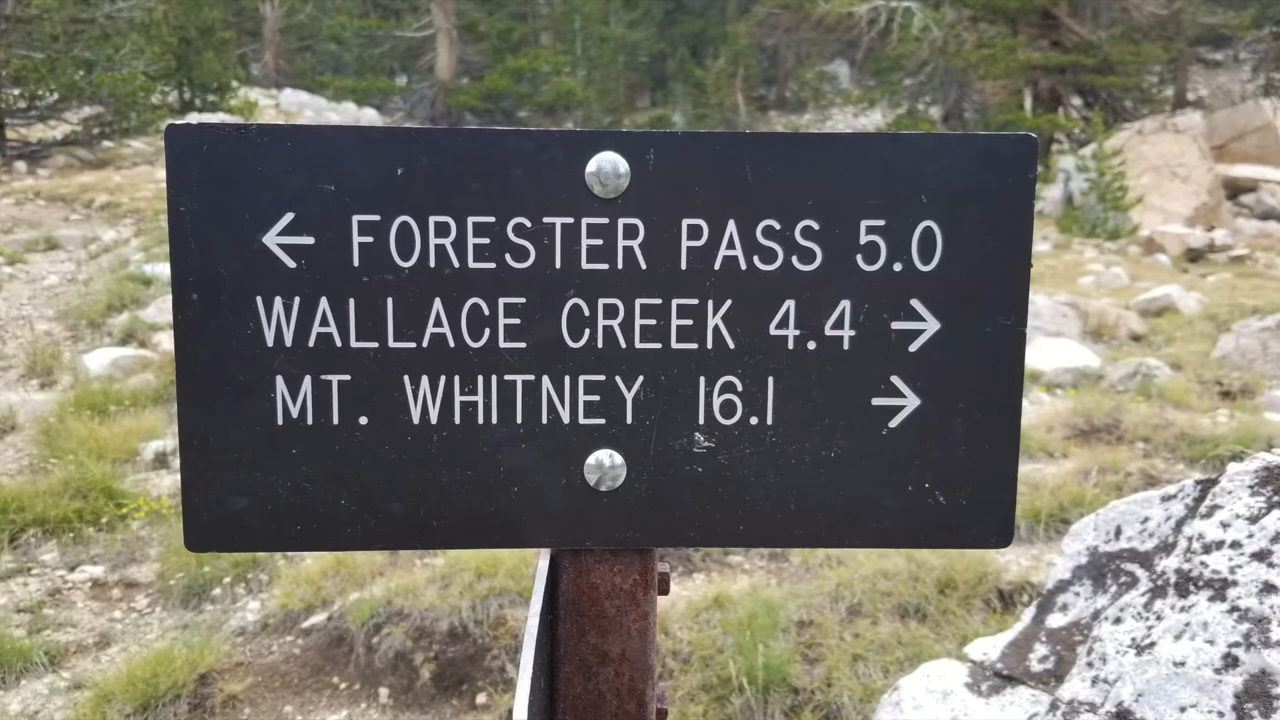 ← FORESTER PASS 5.0
WALLACE CREEK 4.4 →
MT. WHITNEY 16.1 →